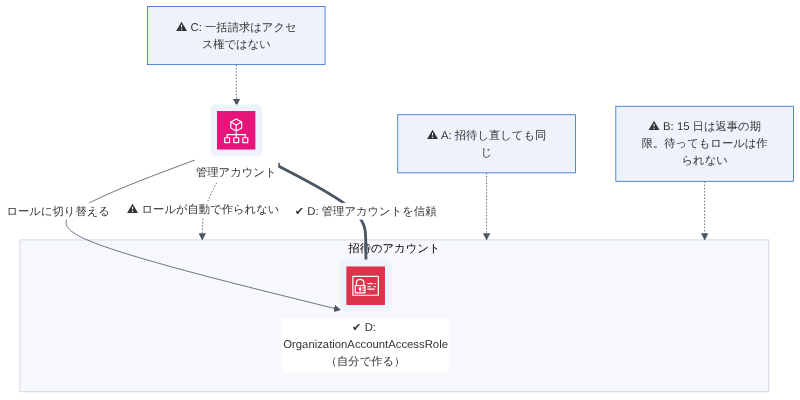 ⚠ C: 一括請求はアクセ
ス権ではない
⚠ A: 招待し直しても同
じ
⚠ B: 15 日は返事の期
限。待ってもロールは作
られない
管理アカウント
ロールに切り替える
⚠ ロールが自動で作られない
✔ D: 管理アカウントを信頼
招待のアカウント
✔ D:
OrganizationAccountAccessRole
（自分で作る）